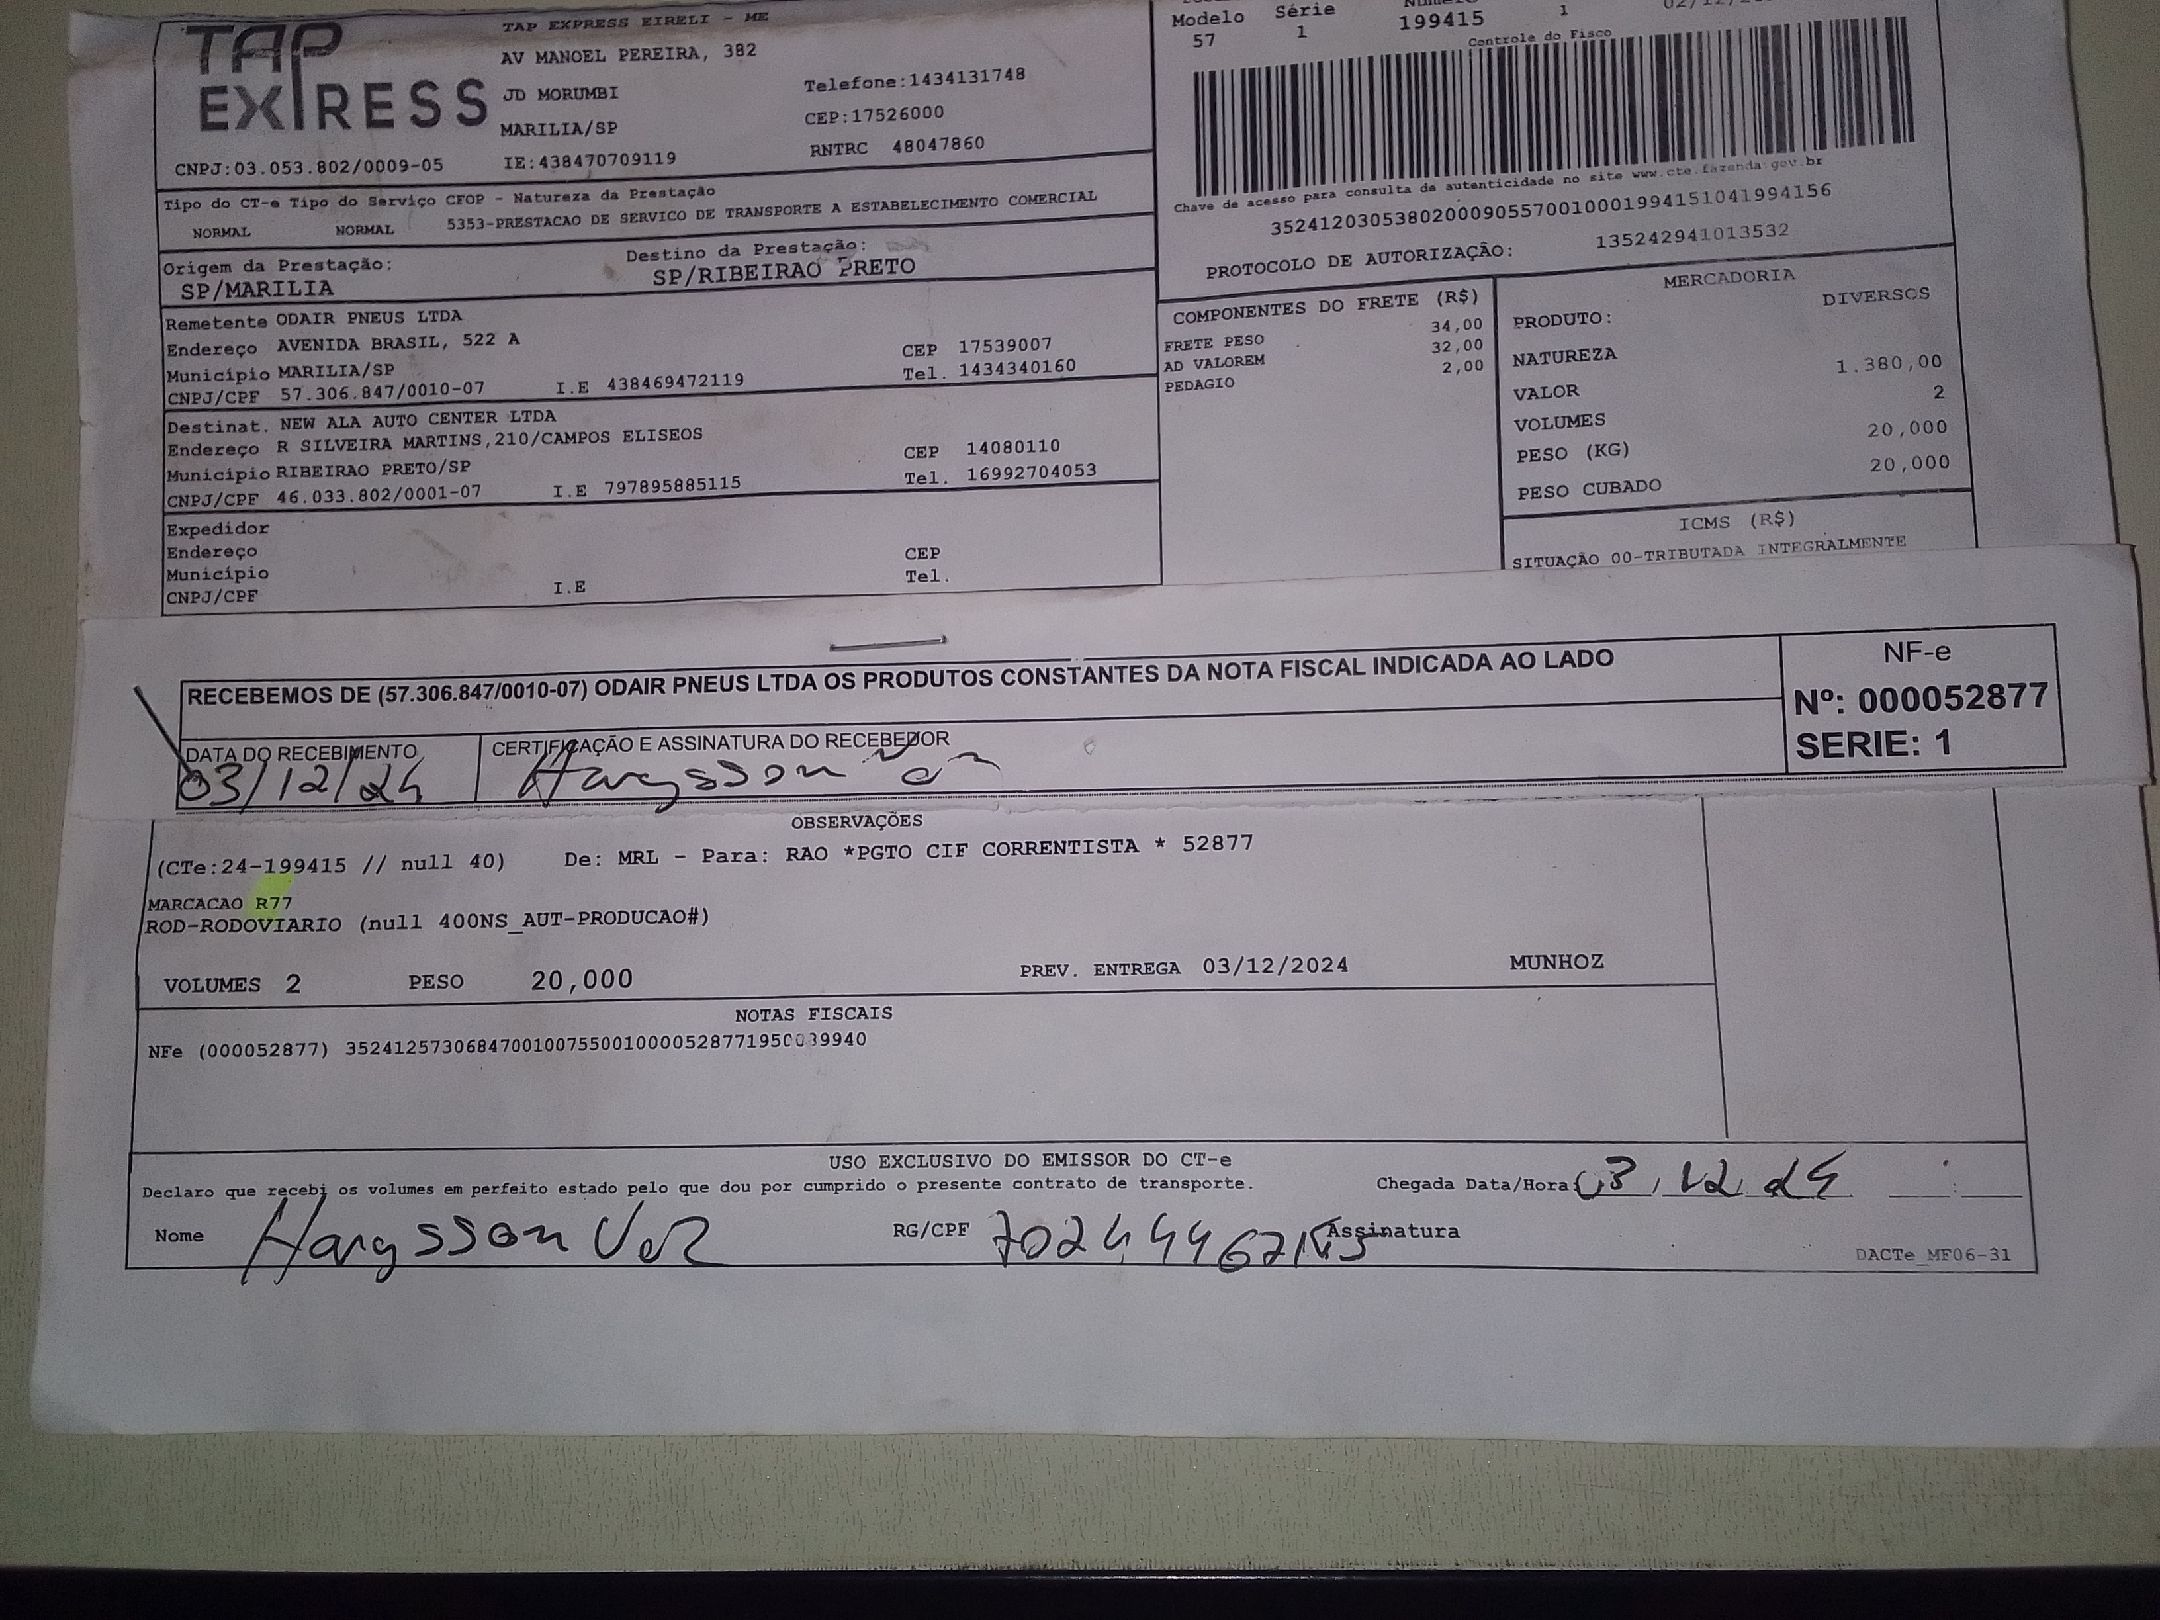 TAP EXPRESS
TAP EXPRESS EIRELI - ME
AV MANOEL PEREIRA, 382
JD MORUMBI
Telefone:1434131748
MARILIA/SP
CEP:17526000
CNPJ:03.053.802/0009-05
IE:438470709119
RNTRC 48047860
Modelo Série
57 1 199415 1
Controle do Fisco
Chave de acesso para consulta de autenticidade no site www.cte.fazenda.gov.br
35241203053802000905570010001994151041994156
PROTOCOLO DE AUTORIZAÇÃO: 135242941013532
Tipo do CT-e Tipo do Serviço CFOP - Natureza da Prestação
NORMAL NORMAL 5353-PRESTACAO DE SERVICO DE TRANSPORTE A ESTABELECIMENTO COMERCIAL
Origem da Prestação: Destino da Prestação:
SP/MARILIA SP/RIBEIRAO PRETO
Remetente ODAIR PNEUS LTDA
Endereço AVENIDA BRASIL, 522 A CEP 17539007
Município MARILIA/SP Tel. 1434340160
CNPJ/CPF 57.306.847/0010-07 I.E 438469472119
Destinat. NEW ALA AUTO CENTER LTDA
Endereço R SILVEIRA MARTINS,210/CAMPOS ELISEOS CEP 14080110
Município RIBEIRAO PRETO/SP Tel. 16992704053
CNPJ/CPF 46.033.802/0001-07 I.E 797895885115
Expedidor
Endereço CEP
Município Tel.
CNPJ/CPF I.E
COMPONENTES DO FRETE (R$)
FRETE PESO 34,00
AD VALOREM 32,00
PEDAGIO 2,00
MERCADORIA
PRODUTO: DIVERSOS
NATUREZA
VALOR 1.380,00
VOLUMES 2
PESO (KG) 20,000
PESO CUBADO 20,000
ICMS (R$)
SITUAÇÃO 00-TRIBUTADA INTEGRALMENTE
RECEBEMOS DE (57.306.847/0010-07) ODAIR PNEUS LTDA OS PRODUTOS CONSTANTES DA NOTA FISCAL INDICADA AO LADO
NF-e
Nº: 000052877
SERIE: 1
DATA DO RECEBIMENTO
03/12/24
CERTIFICAÇÃO E ASSINATURA DO RECEBEDOR
OBSERVAÇÕES
(CTe:24-199415 // null 40) De: MRL - Para: RAO *PGTO CIF CORRENTISTA * 52877
MARCACAO R77
ROD-RODOVIARIO (null 400NS_AUT-PRODUCAO#)
VOLUMES 2 PESO 20,000 PREV. ENTREGA 03/12/2024 MUNHOZ
NOTAS FISCAIS
NFe (000052877) 35241257306847001007550010000528771950039940
USO EXCLUSIVO DO EMISSOR DO CT-e
Declaro que recebi os volumes em perfeito estado pelo que dou por cumprido o presente contrato de transporte.
Chegada Data/Hora 03, 12, 24 :
Nome RG/CPF Assinatura
DACTe_MF06-31